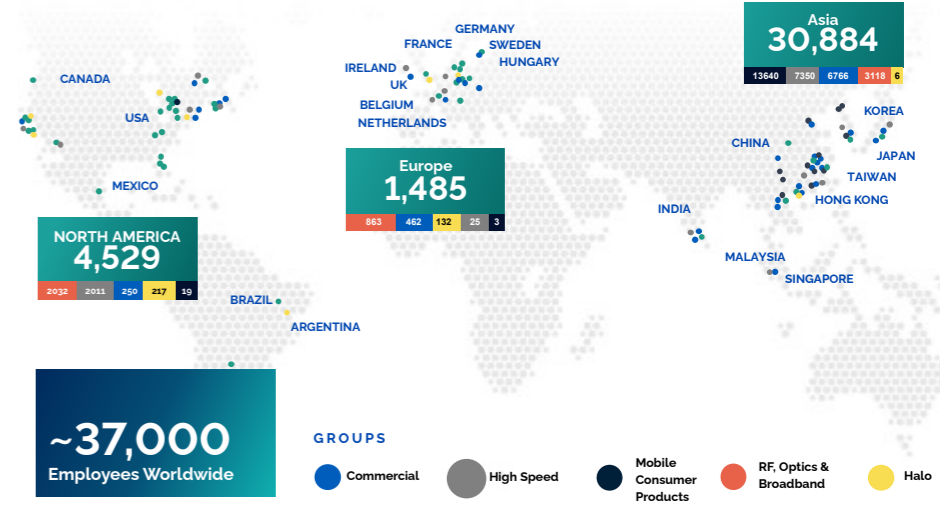 GERMANY
FRANCE
SWEDEN
HUNGARY
IRELAND
UK
BELGIUM
NETHERLANDS
CANADA
USA
MEXICO
Asia
30,884
13640 7350 6766 3118 6
KOREA
CHINA
JAPAN
TAIWAN
HONG KONG
INDIA
MALAYSIA
SINGAPORE
Europe
1,485
863 462 132 25 3
NORTH AMERICA
4,529
2032 2011 250 217 19
BRAZIL
ARGENTINA
~37,000
Employees Worldwide
GROUPS
Commercial
High Speed
Mobile
Consumer
Products
RF, Optics &
Broadband
Halo